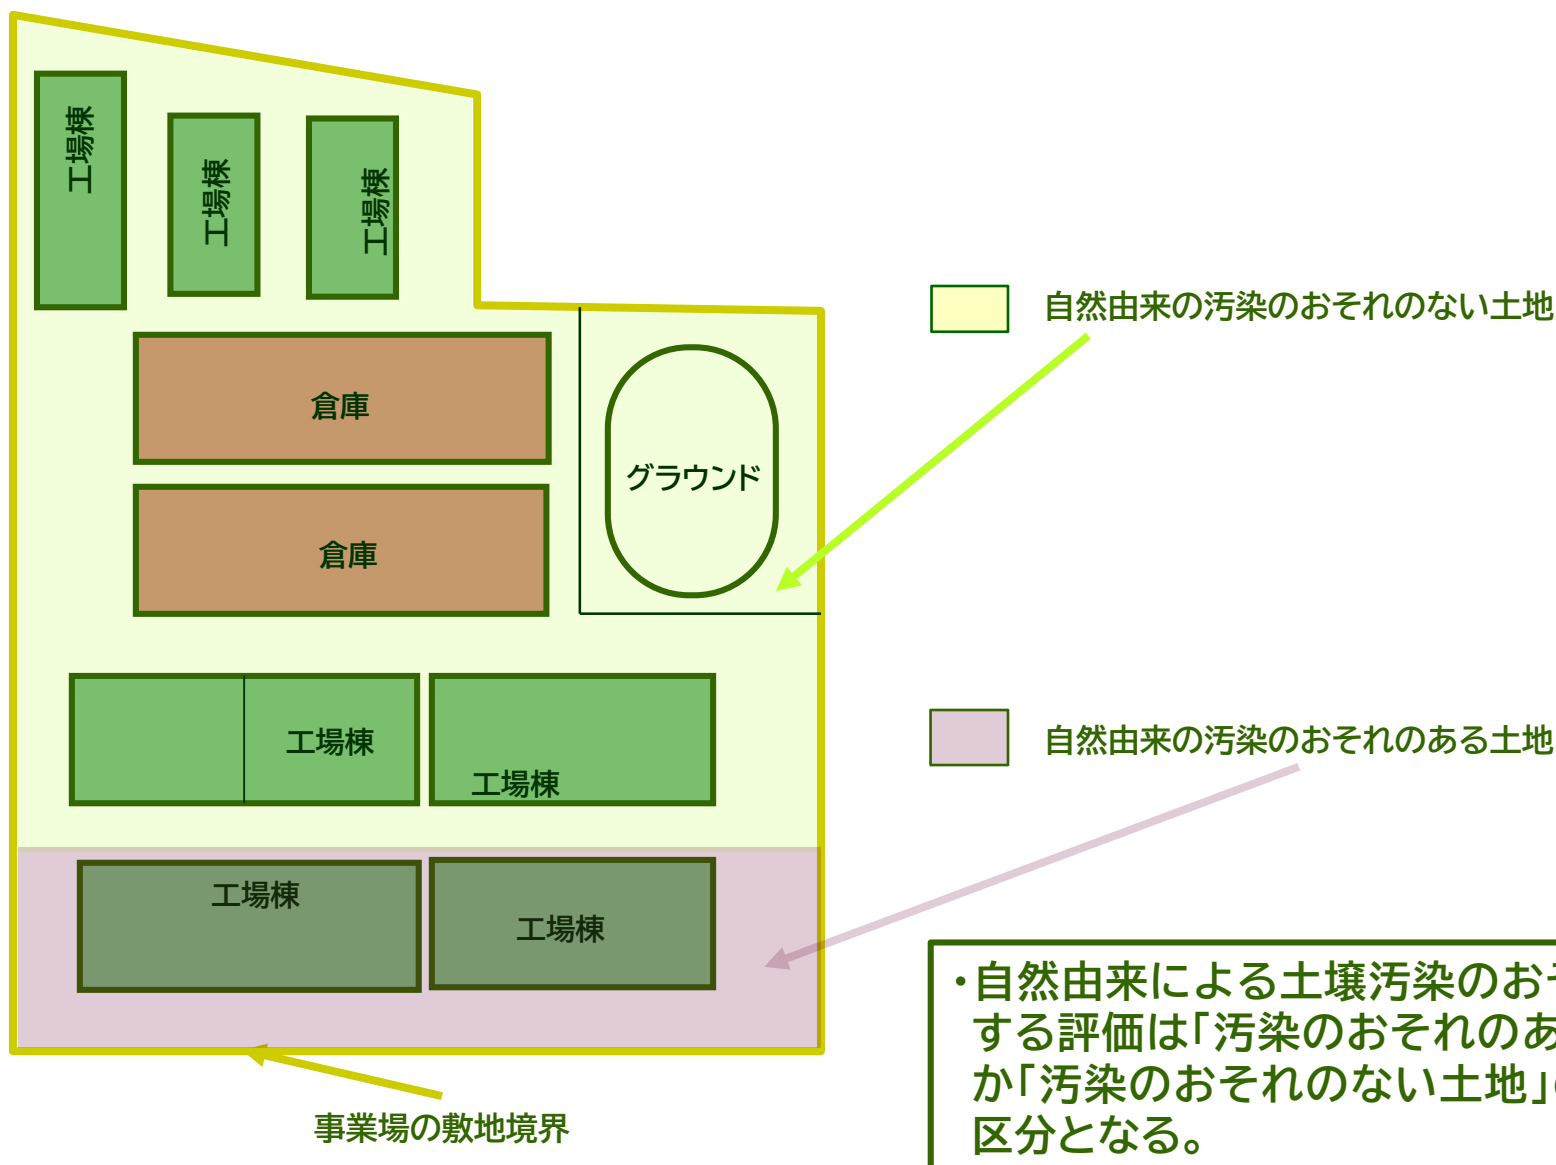 工場棟
工場棟
工場棟
倉庫
倉庫
グラウンド
工場棟
工場棟
工場棟
工場棟
事業場の敷地境界
自然由来の汚染のおそれのない土地
自然由来の汚染のおそれのある土地
・自然由来による土壌汚染のおそ
する評価は「汚染のおそれのあ
か「汚染のおそれのない土地」
区分となる。